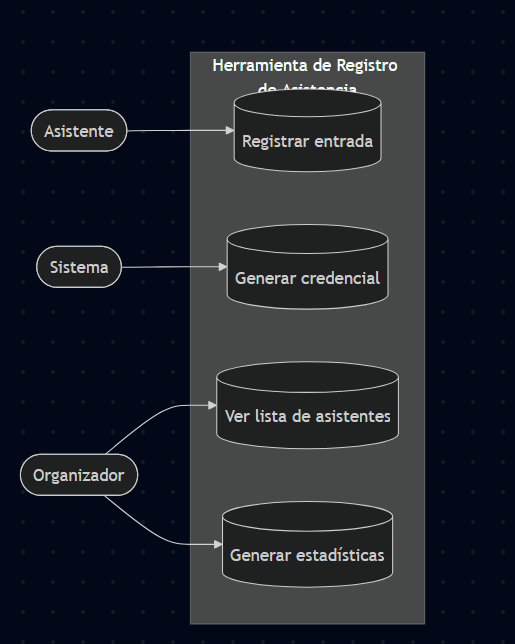 Herramienta de Registro
de Asistencia
Asistente
Registrar entrada
Sistema
Generar credencial
Ver lista de asistentes
Organizador
Generar estadísticas